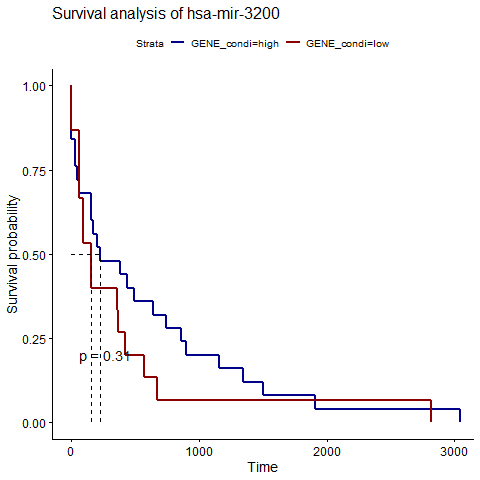 Survival analysis of hsa-mir-3200
Strata GENE_condi=high GENE_condi=low
Survival probability
1.00
0.75
0.50
0.25
0.00
p = 0.31
0 1000 2000 3000
Time